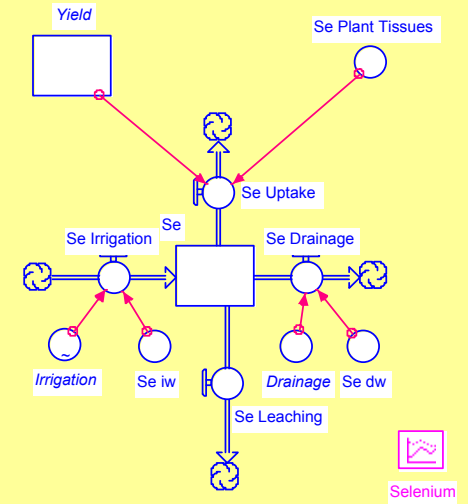 Yield
Se Plant Tissues
Se Uptake
Se Irrigation
Se
Se Drainage
~
Irrigation
Se iw
Drainage
Se dw
Se Leaching
Selenium